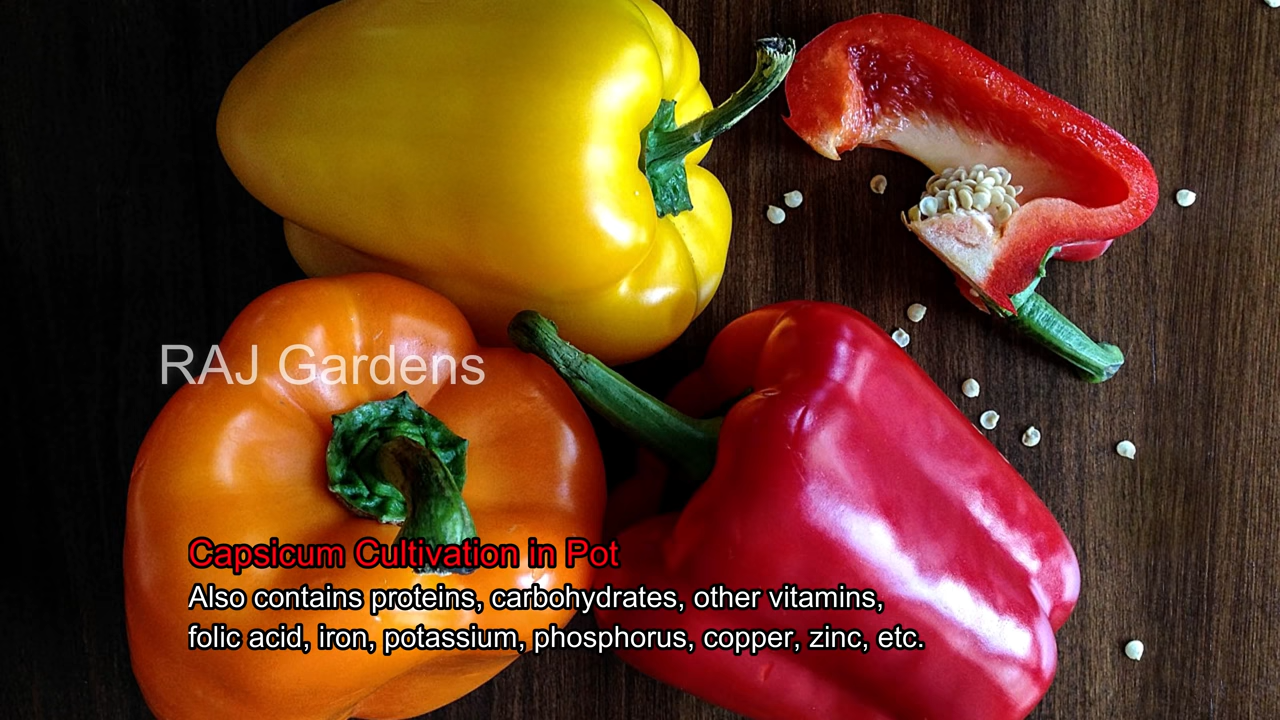 RAJ Gardens
Capsicum Cultivation in Pot
Also contains proteins, carbohydrates, other vitamins,
folic acid, iron, potassium, phosphorus, copper, zinc, etc.